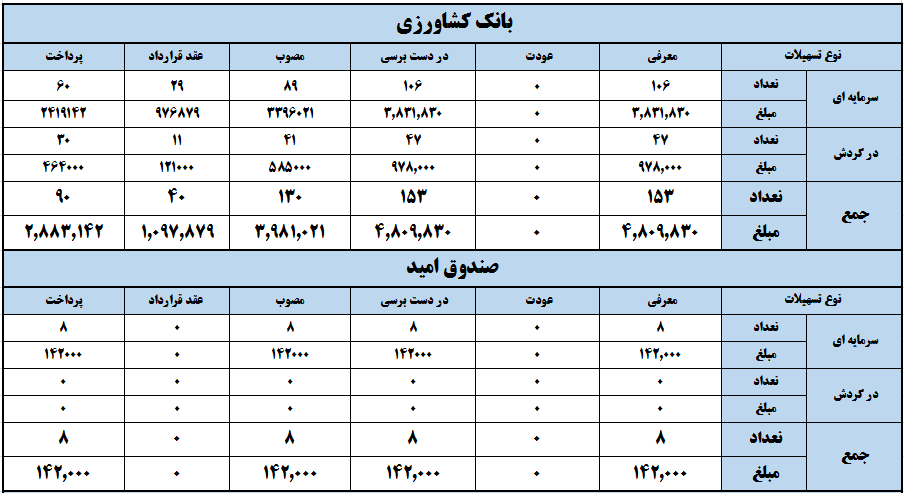 بانک کشاورزی
نوع تسهیلات معرفی عودت در دست برسی مصوب عقد قرارداد پرداخت
سرمایه ای
تعداد ۱۰۶ ۰ ۱۰۶ ۸۹ ۲۹ ۶۰
مبلغ ۳,۸۳۱,۸۳۰ ۰ ۳,۸۳۱,۸۳۰ ۳۳۹۶۰۲۱ ۹۷۶۸۷۹ ۲۴۱۹۱۴۲
در گردش
تعداد ۴۷ ۰ ۴۷ ۴۱ ۱۱ ۳۰
مبلغ ۹۷۸,۰۰۰ ۰ ۹۷۸,۰۰۰ ۵۸۵۰۰۰ ۱۲۱۰۰۰ ۴۶۴۰۰۰
جمع
تعداد ۱۵۳ ۰ ۱۵۳ ۱۳۰ ۴۰ ۹۰
مبلغ ۴,۸۰۹,۸۳۰ ۰ ۴,۸۰۹,۸۳۰ ۳,۹۸۱,۰۲۱ ۱,۰۹۷,۸۷۹ ۲,۸۸۳,۱۴۲
صندوق امید
نوع تسهیلات معرفی عودت در دست برسی مصوب عقد قرارداد پرداخت
سرمایه ای
تعداد ۸ ۰ ۸ ۸ ۰ ۸
مبلغ ۱۴۲,۰۰۰ ۰ ۱۴۲۰۰۰ ۱۴۲۰۰۰ ۰ ۱۴۲۰۰۰
در گردش
تعداد ۰ ۰ ۰ ۰ ۰ ۰
مبلغ ۰ ۰ ۰ ۰ ۰ ۰
جمع
تعداد ۸ ۰ ۸ ۸ ۰ ۸
مبلغ ۱۴۲,۰۰۰ ۰ ۱۴۲,۰۰۰ ۱۴۲,۰۰۰ ۰ ۱۴۲,۰۰۰